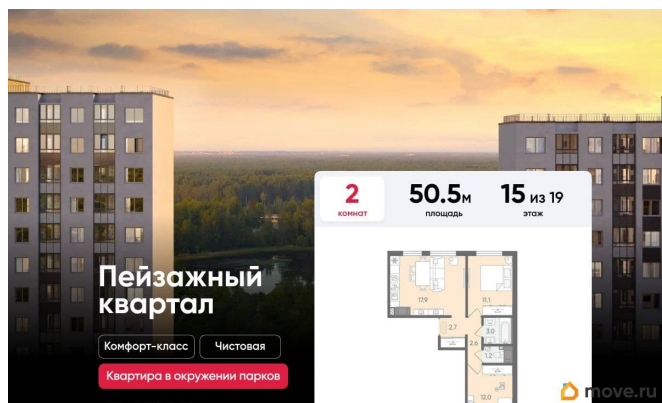 2
комнат
50.5м
площадь
15 из 19
этаж
Пейзажный
квартал
Комфорт-класс
Чистовая
Квартира в окружении парков
17.9
11.1
2.7
3.0
2.6
1.2
12.0
move.ru